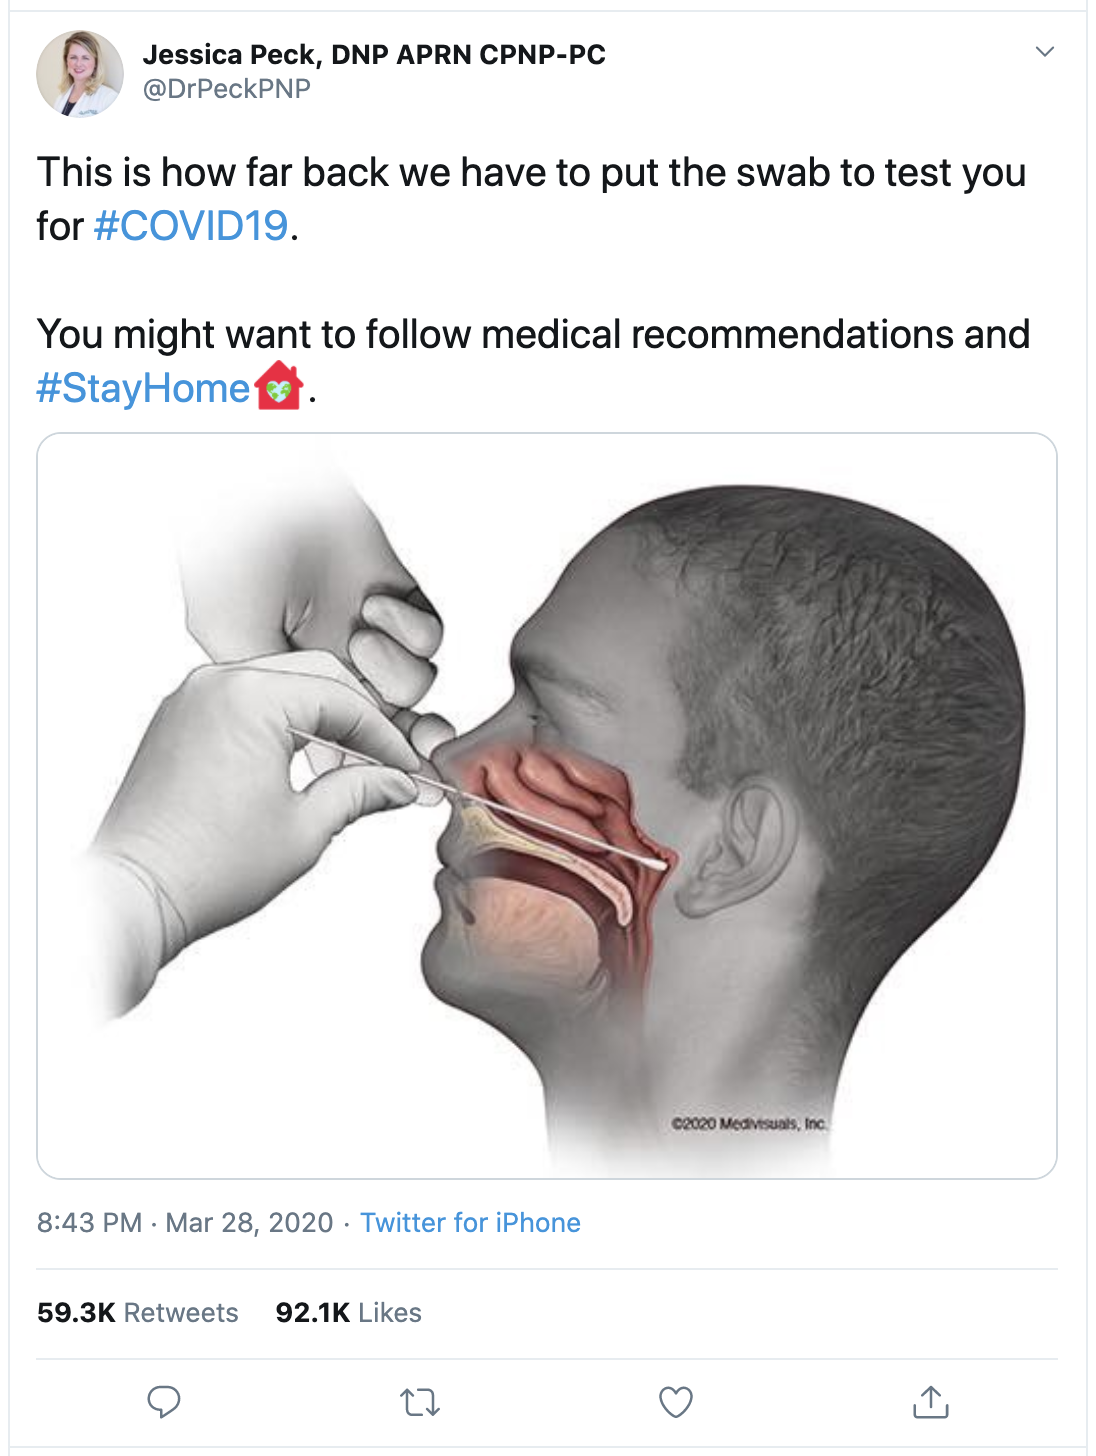 Jessica Peck, DNP APRN CPNP-PC
@DrPeckPNP
This is how far back we have to put the swab to test you
for #COVID19.
You might want to follow medical recommendations and
#StayHome.
©2020 Medivisuals, Inc.
8:43 PM · Mar 28, 2020 · Twitter for iPhone
59.3K Retweets 92.1K Likes